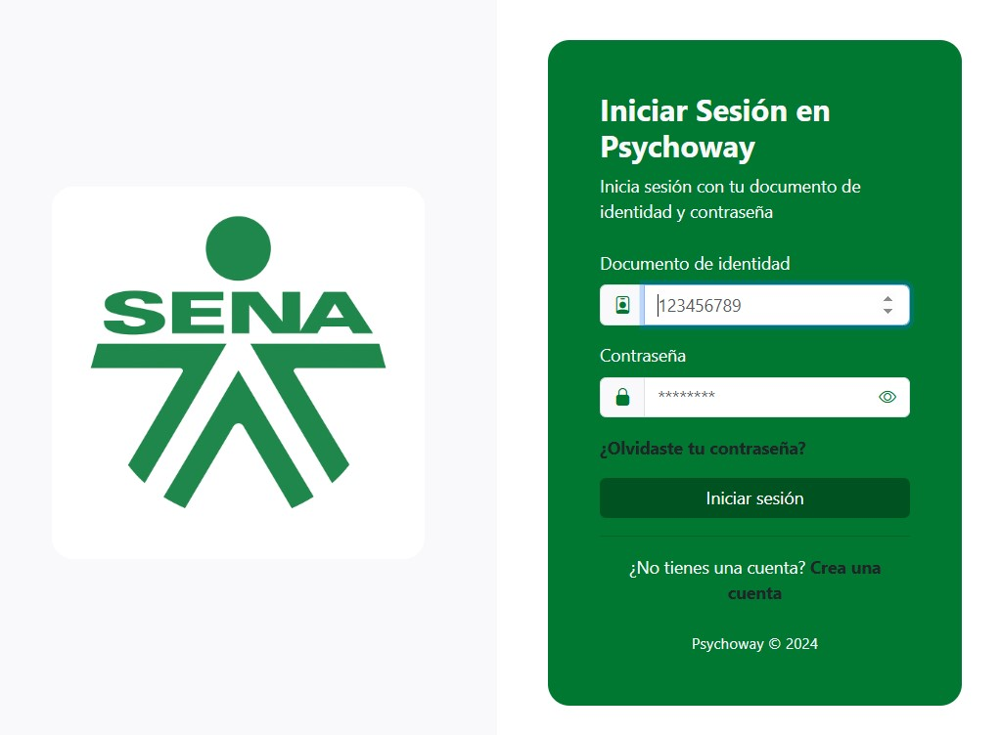 SENA
Iniciar Sesión en
Psychoway
Inicia sesión con tu documento de
identidad y contraseña
Documento de identidad
123456789
Contraseña
********
¿Olvidaste tu contraseña?
Iniciar sesión
¿No tienes una cuenta? Crea una
cuenta
Psychoway © 2024